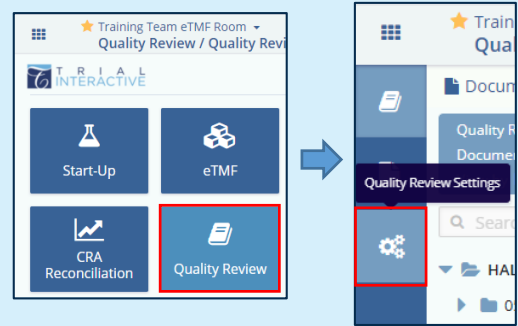 Training Team eTMF Room
Quality Review / Quality Revi
TRIAL
INTERACTIVE
Start-Up
eTMF
CRA
Reconciliation
Quality Review
Train
Qual
Docum
Quality R
Documen
Quality Review Settings
Searc
HAL
05